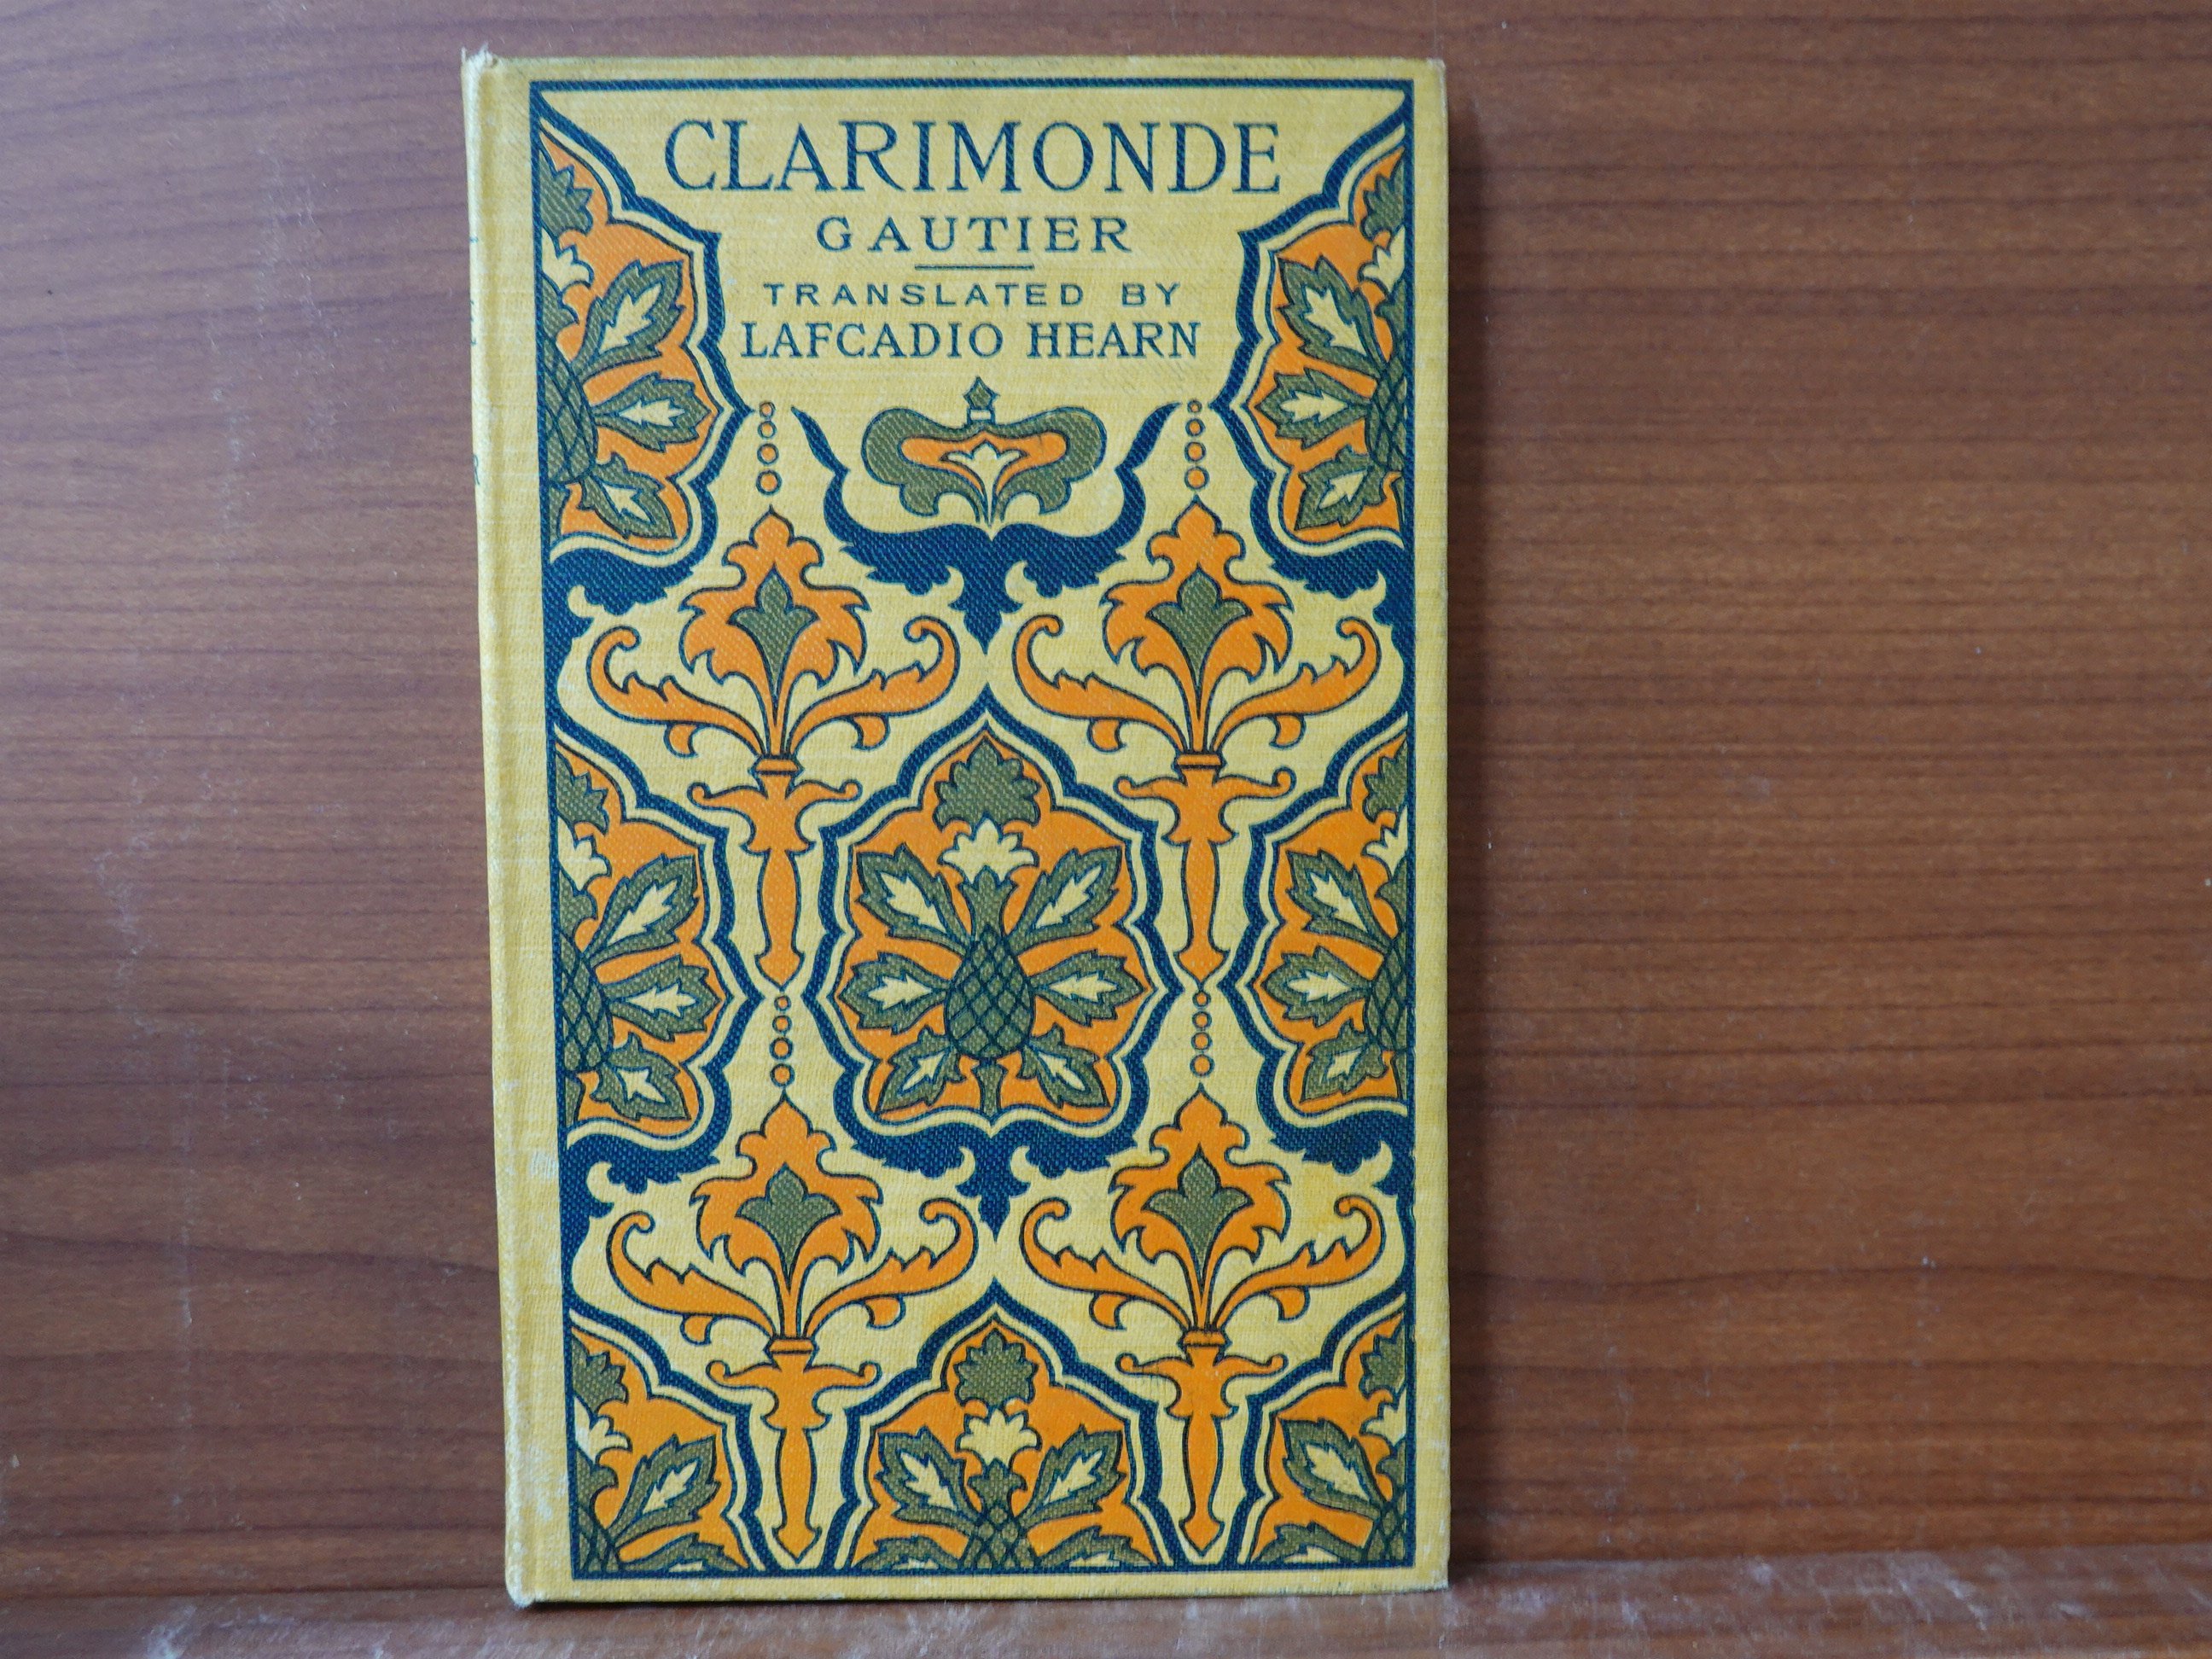 CLARIMONDE
GAUTIER
TRANSLATED BY
LAFCADIO HEARN